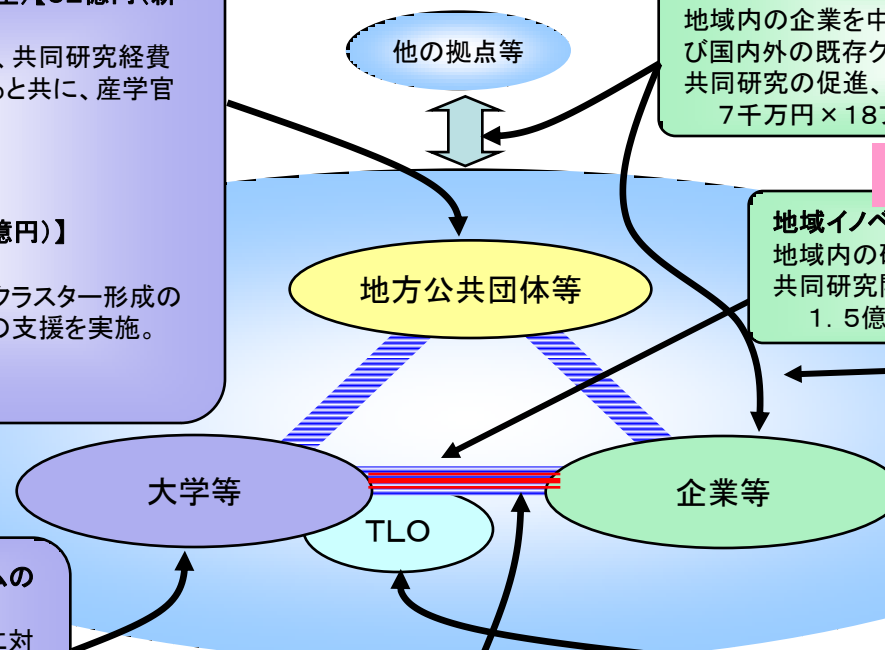 、共同研究経費
ると共に、産学官
億円)】
クラスター形成の
の支援を実施。
他の拠点等
地域内の企業を中
び国内外の既存ク
共同研究の促進、
7千万円×18
地域イノベ
地域内の研
共同研究開
1.5億
地方公共団体等
大学等
企業等
TLO
ムの
に対